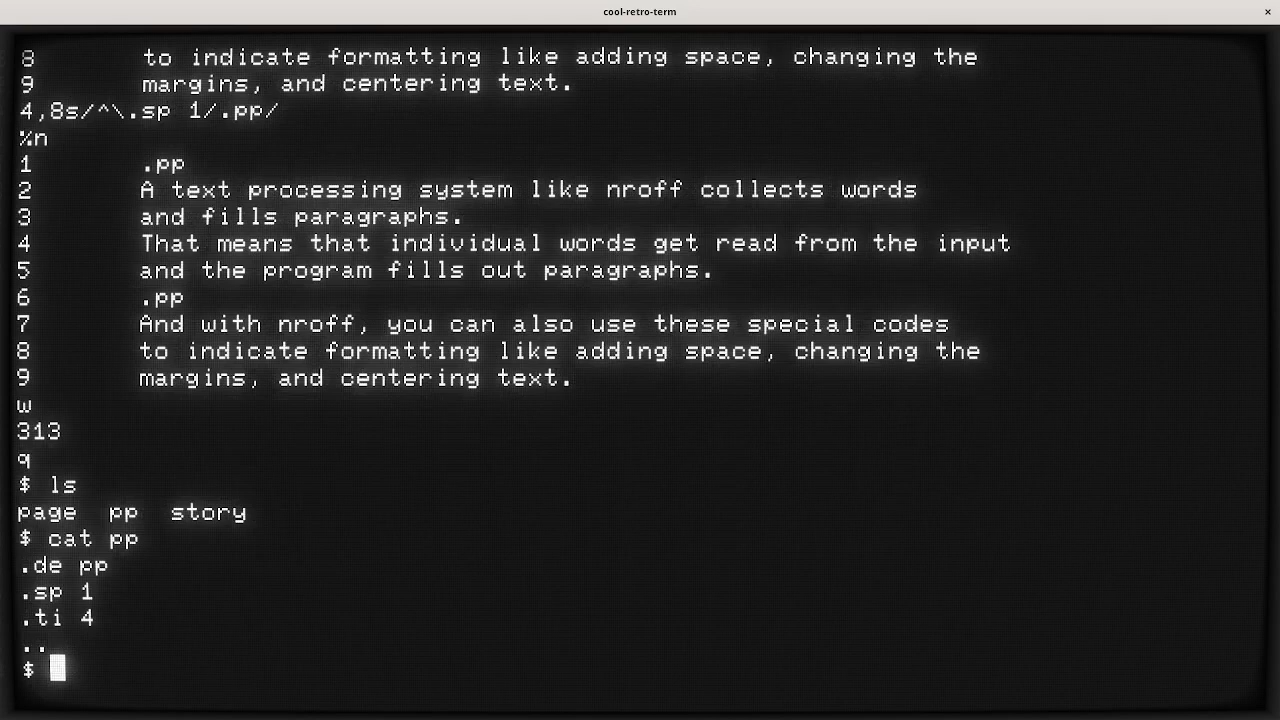 cool-retro-term ×
8 to indicate formatting like adding space, changing the
9 margins, and centering text.
4,8s/^\.sp 1/.pp/
%n
1 .pp
2 A text processing system like nroff collects words
3 and fills paragraphs.
4 That means that individual words get read from the input
5 and the program fills out paragraphs.
6 .pp
7 And with nroff, you can also use these special codes
8 to indicate formatting like adding space, changing the
9 margins, and centering text.
w
313
q
$ ls
page pp story
$ cat pp
.de pp
.sp 1
.ti 4
..
$